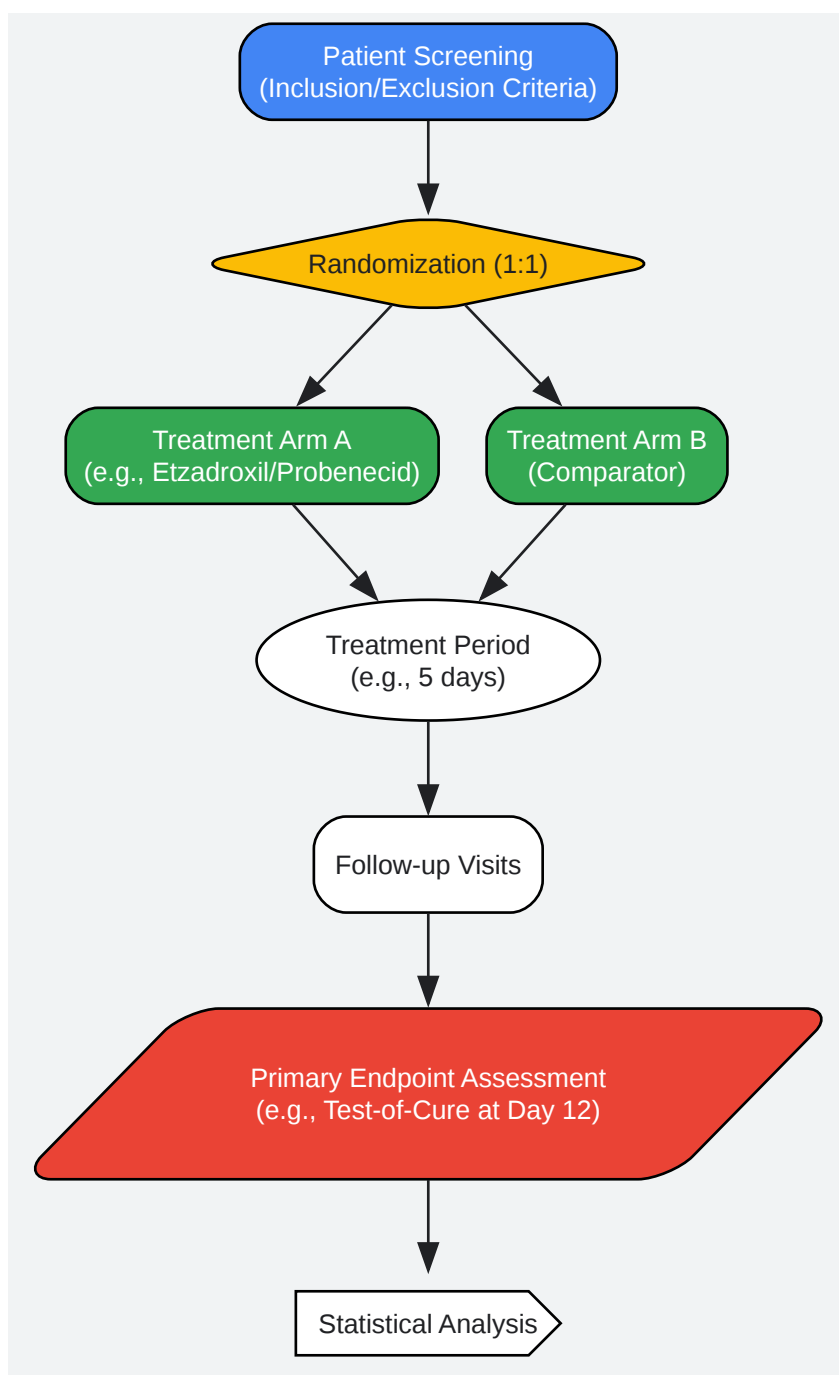 Patient Screening
(Inclusion/Exclusion Criteria)
Randomization (1:1)
Treatment Arm A
(e.g., Etzadroxil/Probenecid)
Treatment Arm B
(Comparator)
Treatment Period
(e.g., 5 days)
Follow-up Visits
Primary Endpoint Assessment
(e.g., Test-of-Cure at Day 12)
Statistical Analysis